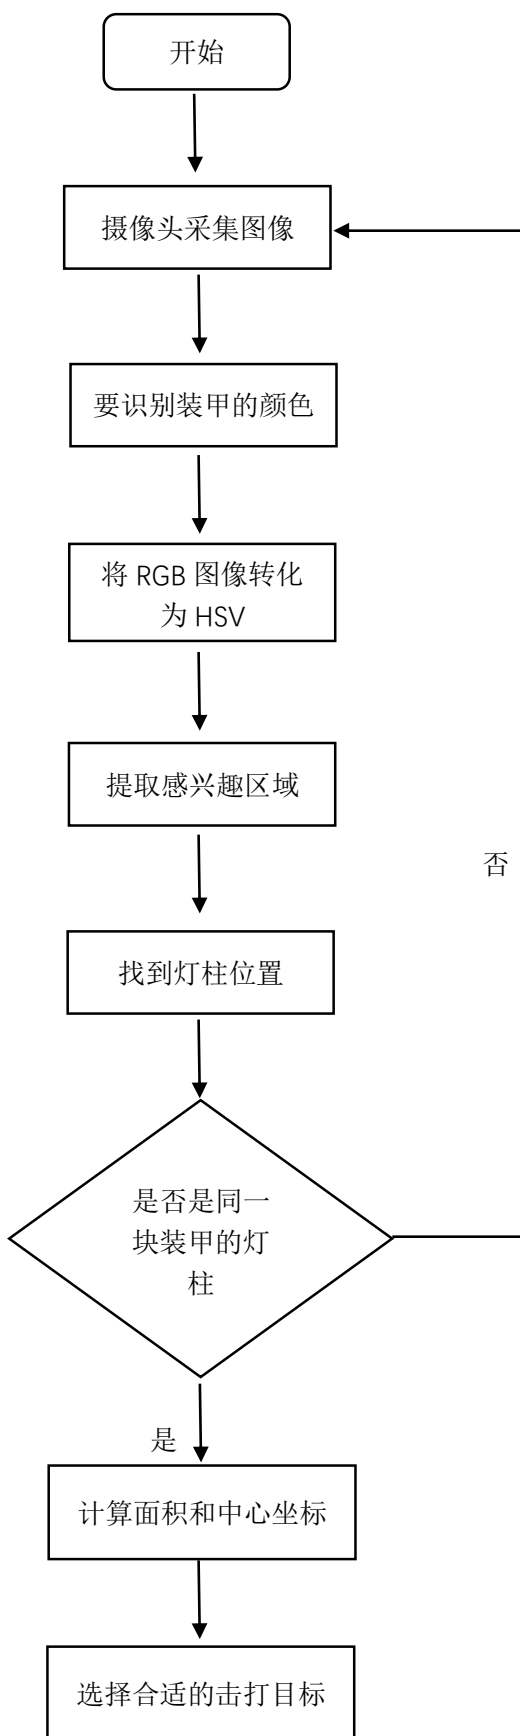 开始
摄像头采集图像
要识别装甲的颜色
将 RGB 图像转化
为 HSV
提取感兴趣区域
否
找到灯柱位置
是否是同一
块装甲的灯
柱
是
计算面积和中心坐标
选择合适的击打目标